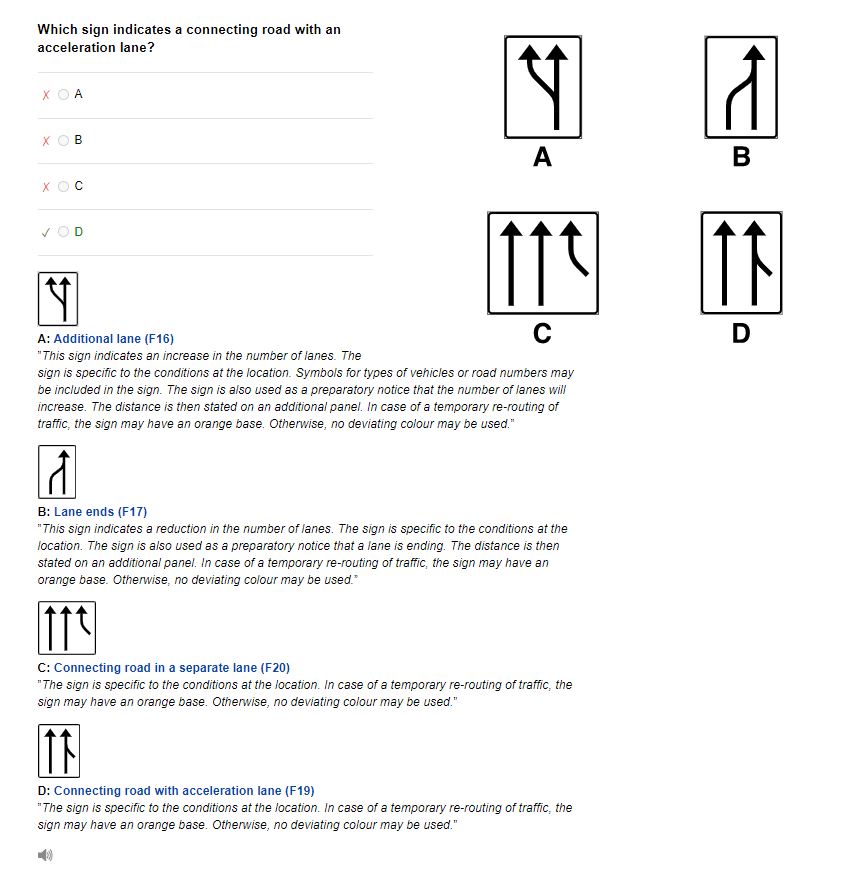 Which sign indicates a connecting road with an
acceleration lane?
A
B
C
D
A
B
C
D
A: Additional lane (F16)
"This sign indicates an increase in the number of lanes. The
sign is specific to the conditions at the location. Symbols for types of vehicles or road numbers may
be included in the sign. The sign is also used as a preparatory notice that the number of lanes will
increase. The distance is then stated on an additional panel. In case of a temporary re-routing of
traffic, the sign may have an orange base. Otherwise, no deviating colour may be used."
B: Lane ends (F17)
"This sign indicates a reduction in the number of lanes. The sign is specific to the conditions at the
location. The sign is also used as a preparatory notice that a lane is ending. The distance is then
stated on an additional panel. In case of a temporary re-routing of traffic, the sign may have an
orange base. Otherwise, no deviating colour may be used."
C: Connecting road in a separate lane (F20)
"The sign is specific to the conditions at the location. In case of a temporary re-routing of traffic, the
sign may have an orange base. Otherwise, no deviating colour may be used."
D: Connecting road with acceleration lane (F19)
"The sign is specific to the conditions at the location. In case of a temporary re-routing of traffic, the
sign may have an orange base. Otherwise, no deviating colour may be used."